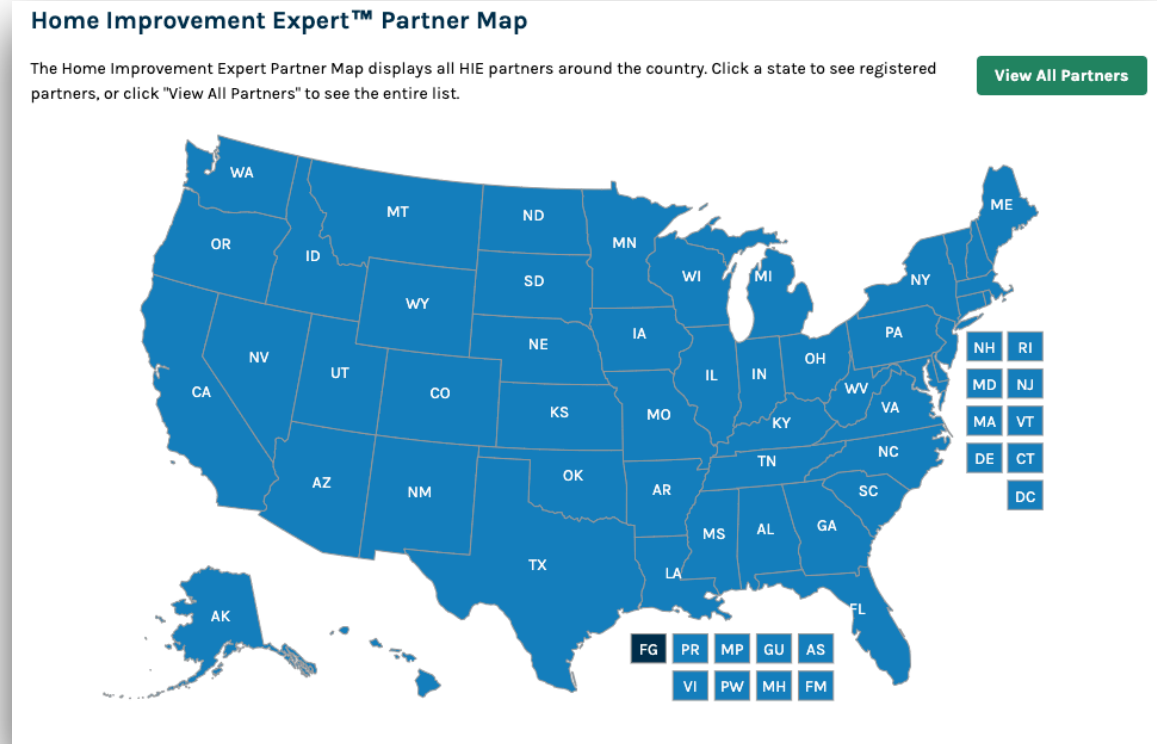 Home Improvement Expert™ Partner Map
The Home Improvement Expert Partner Map displays all HIE partners around the country. Click a state to see registered
partners, or click "View All Partners" to see the entire list.
View All Partners
WA
MT
ND
MN
ME
OR
ID
SD
WI
MI
NY
WY
IA
PA
NE
NV
UT
CO
IL
IN
OH
NH
RI
CA
KS
MO
WV
VA
KY
MD
NJ
MA
VT
AZ
NM
OK
AR
TN
NC
SC
DE
CT
DC
TX
LA
MS
AL
GA
FL
AK
FG
PR
MP
GU
AS
VI
PW
MH
FM